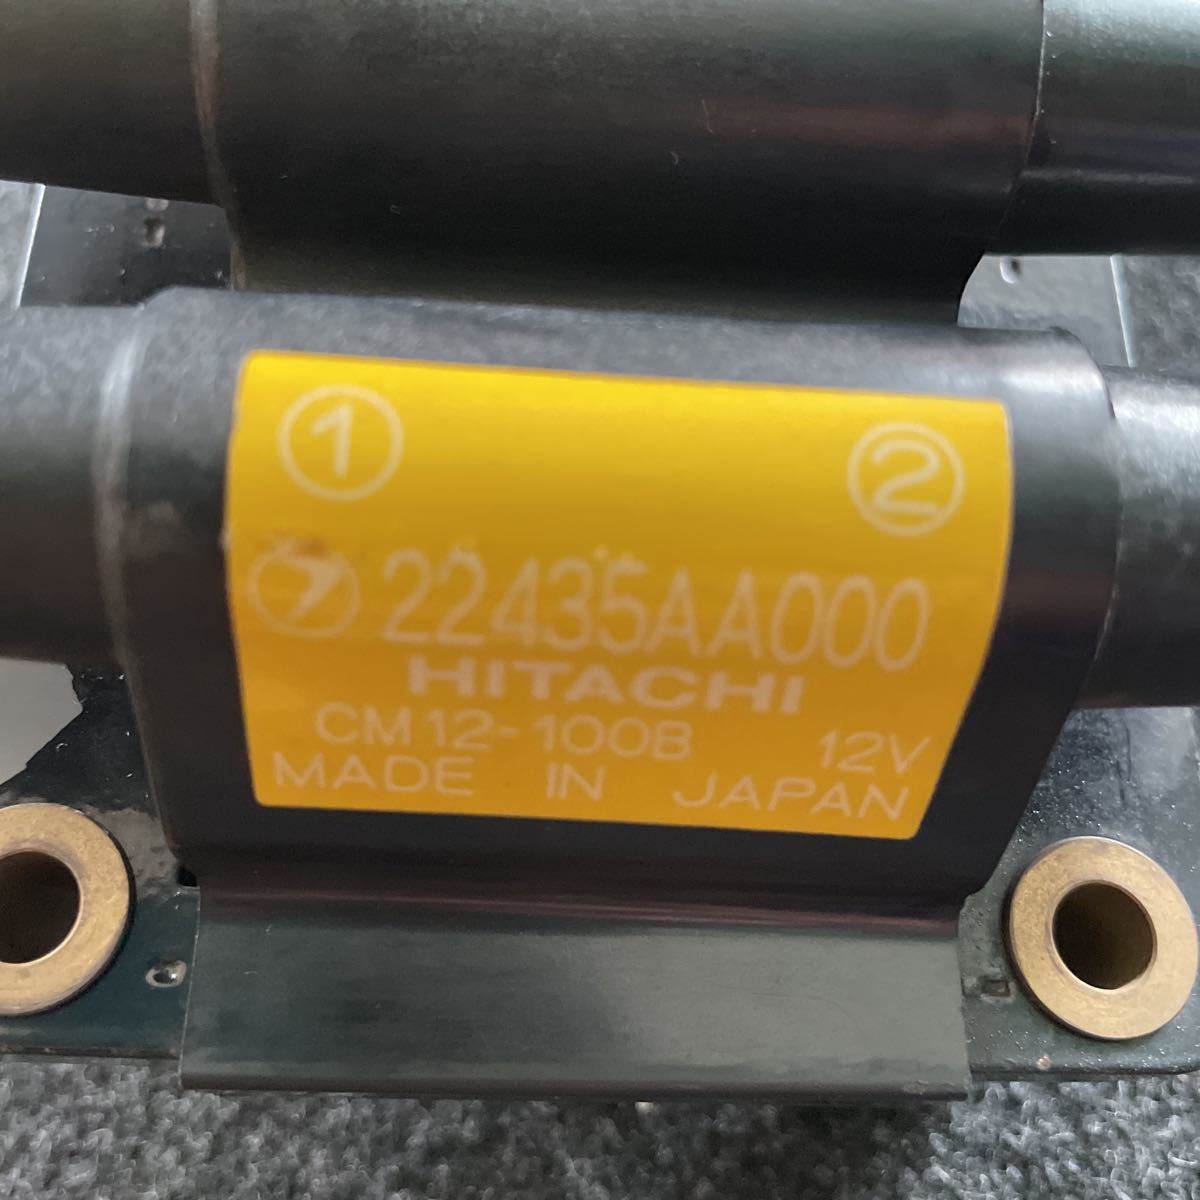 ① ②
22435AA000
HITACHI
CM12-100B 12V
MADE IN JAPAN